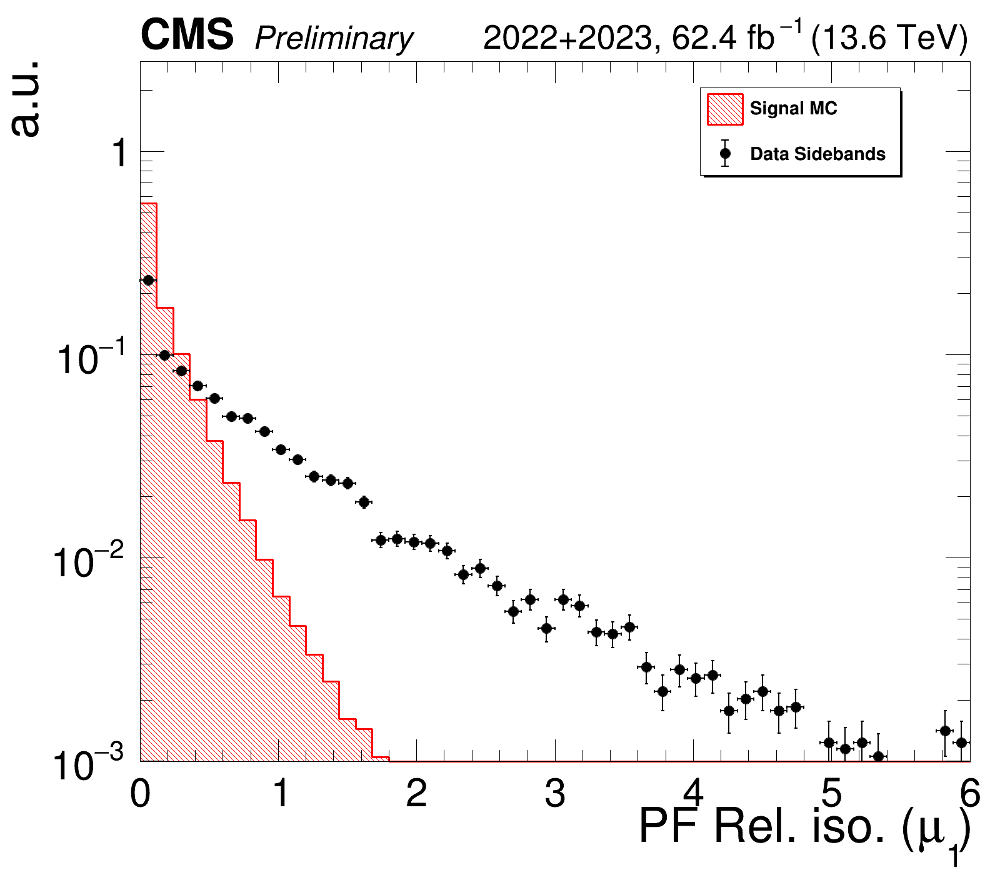 CMS Preliminary 2022+2023, 62.4 fb⁻¹ (13.6 TeV)
a.u.
Signal MC
Data Sidebands
1
10⁻¹
10⁻²
10⁻³
0 1 2 3 4 5 6
PF Rel. iso. (μ₁)